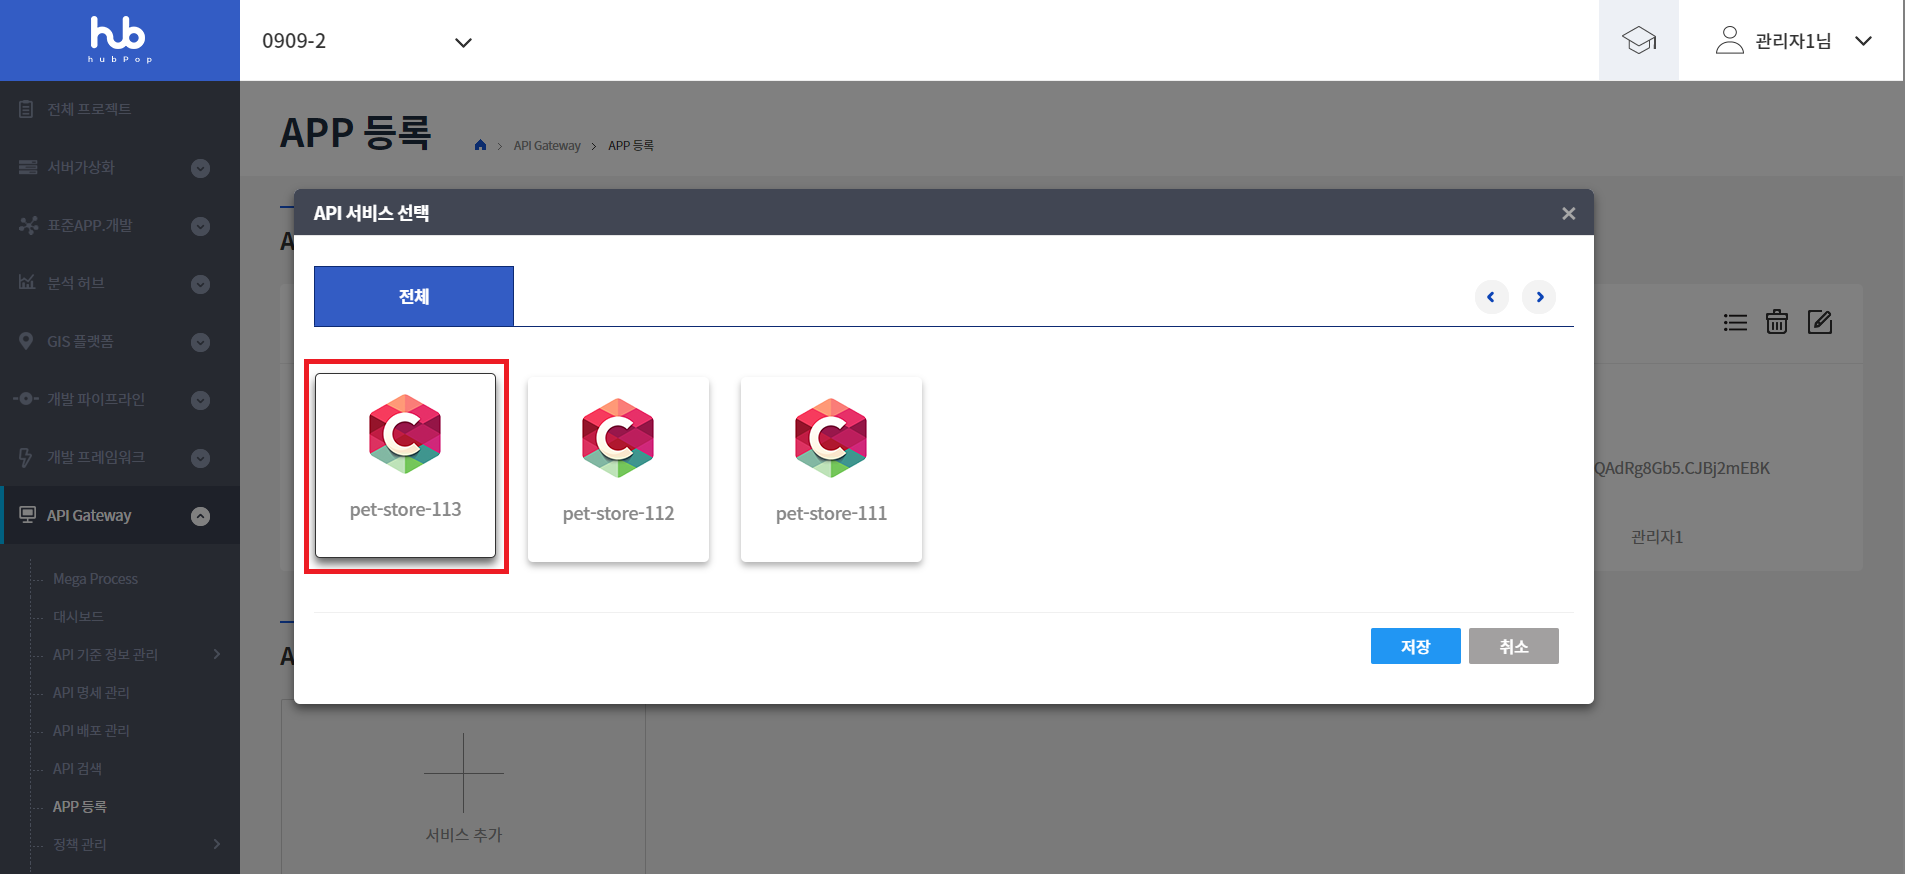 hub
hubPop
0909-2
관리자1님
전체 프로젝트
서버가상화
표준APP.개발
분석 허브
GIS 플랫폼
개발 파이프라인
개발 프레임워크
API Gateway
Mega Process
대시보드
API 기준 정보 관리
API 명세 관리
API 배포 관리
API 검색
APP 등록
정책 관리
APP 등록
API Gateway
APP 등록
A
API 서비스 선택
전체
pet-store-113
pet-store-112
pet-store-111
저장
취소
QAdRg8Gb5.CJBj2mEBK
관리자1
A
서비스 추가